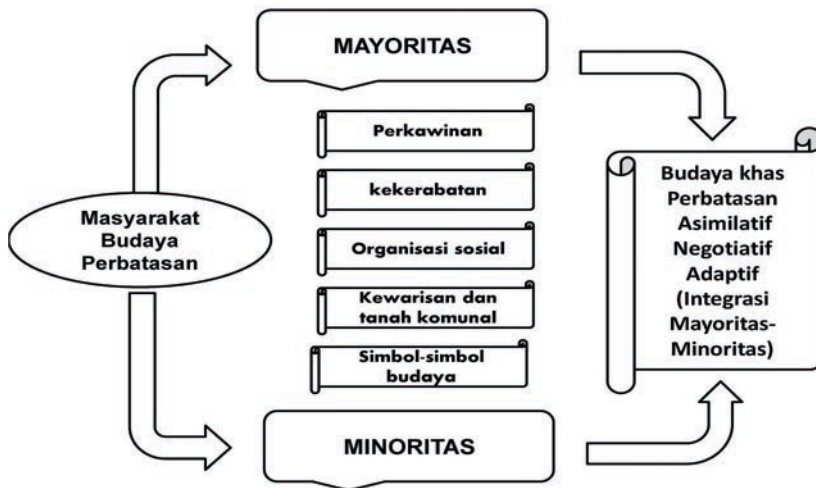 MAYORITAS
Perkawinan
kekerabatan
Organisasi sosial
Kewarisan dan
tanah komunal
Simbol-simbol
budaya
MINORITAS
Masyarakat
Budaya
Perbatasan
Budaya khas
Perbatasan
Asimilatif
Negotiatif
Adaptif
(Integrasi
Mayoritas-
Minoritas)